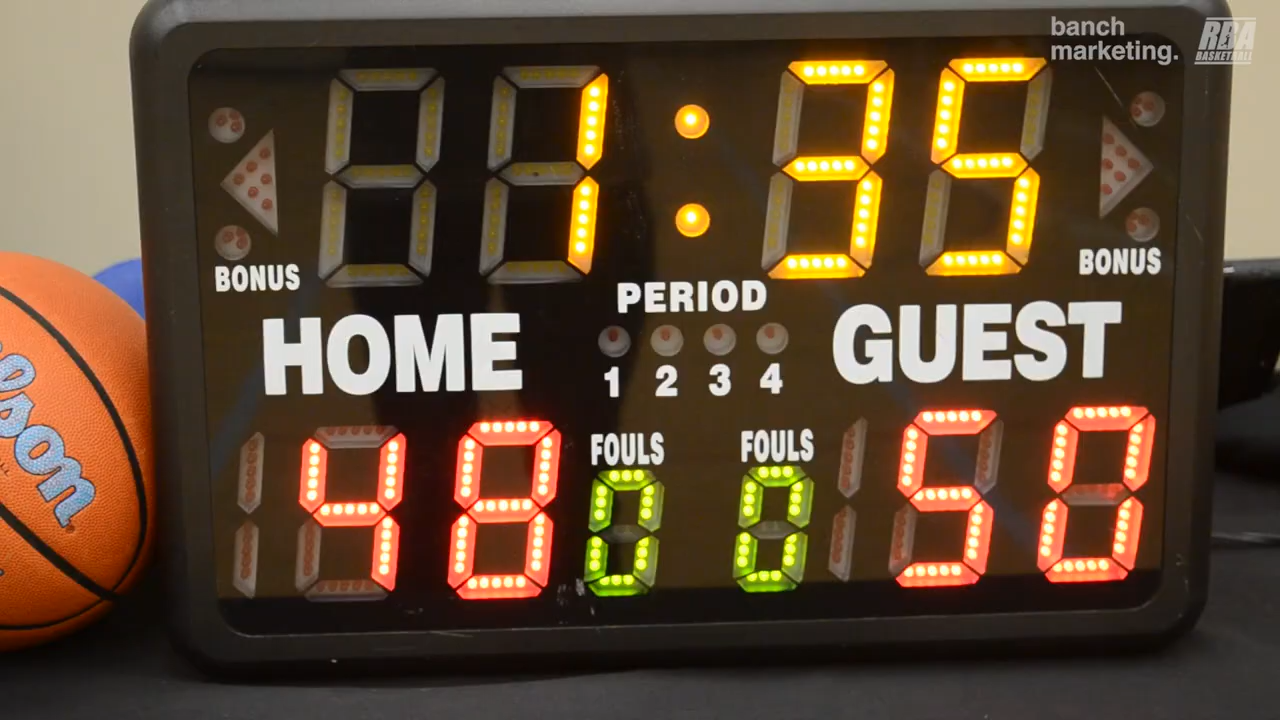 banch
marketing.
RBA
BASKETBALL
1:35
BONUS
BONUS
PERIOD
HOME
GUEST
1 2 3 4
FOULS
FOULS
48
0
0
50